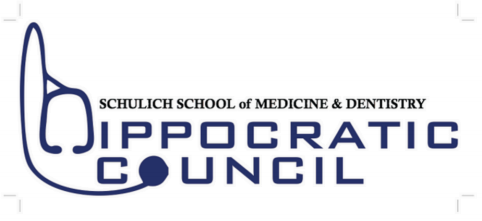 SCHULICH SCHOOL of MEDICINE & DENTISTRY
HIPPOCRATIC
COUNCIL